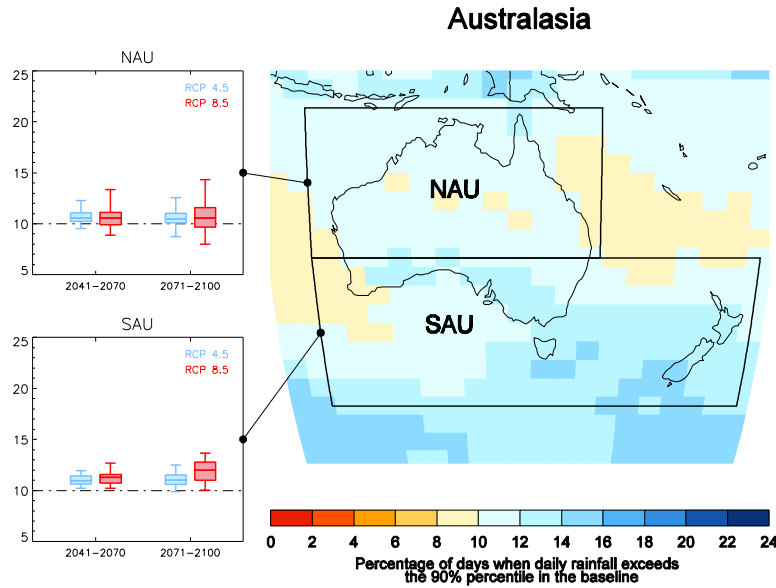 Australasia
NAU
25
20
15
10
5
RCP 4.5
RCP 8.5
2041-2070
2071-2100
SAU
25
20
15
10
5
RCP 4.5
RCP 8.5
2041-2070
2071-2100
NAU
SAU
0 2 4 6 8 10 12 14 16 18 20 22 24
Percentage of days when daily rainfall exceeds
the 90% percentile in the baseline